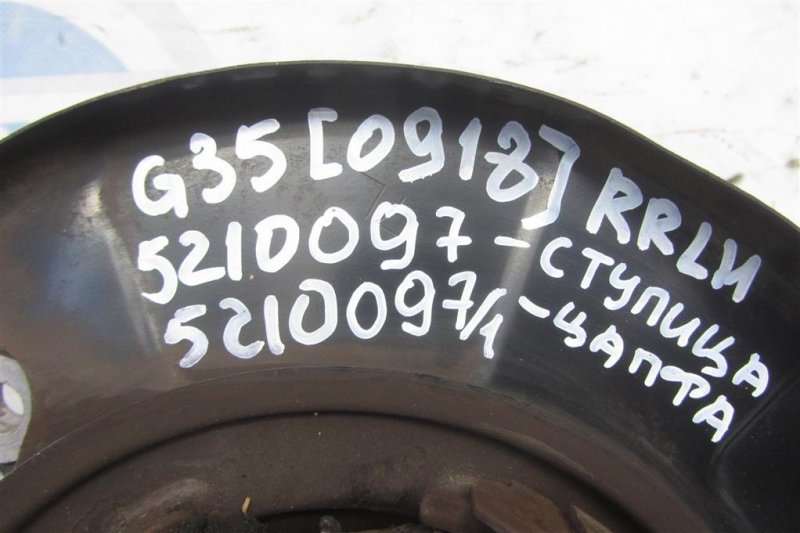 G35 [0918] RRLH
5210097 - СТУПИЦА
5210097/1 - ЦАПФА